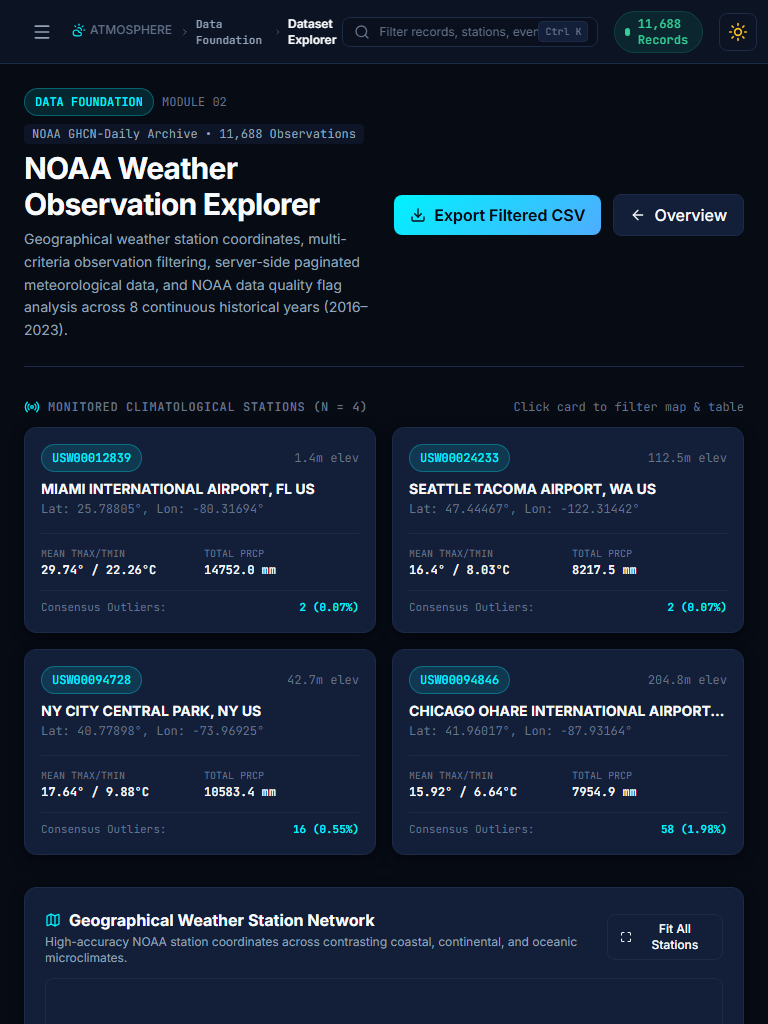 ATMOSPHERE
Data Foundation
Dataset Explorer
Filter records, stations, ever
Ctrl K
11,688 Records
DATA FOUNDATION
MODULE 02
NOAA GHCN-Daily Archive • 11,688 Observations
NOAA Weather
Observation Explorer
Geographical weather station coordinates, multi-
criteria observation filtering, server-side paginated
meteorological data, and NOAA data quality flag
analysis across 8 continuous historical years (2016–
2023).
Export Filtered CSV
Overview
MONITORED CLIMATOLOGICAL STATIONS (N = 4)
Click card to filter map & table
USW00012839
1.4m elev
MIAMI INTERNATIONAL AIRPORT, FL US
Lat: 25.78805°, Lon: -80.31694°
MEAN TMAX/TMIN
TOTAL PRCP
29.74° / 22.26°C
14752.0 mm
Consensus Outliers:
2 (0.07%)
USW00024233
112.5m elev
SEATTLE TACOMA AIRPORT, WA US
Lat: 47.44467°, Lon: -122.31442°
MEAN TMAX/TMIN
TOTAL PRCP
16.4° / 8.03°C
8217.5 mm
Consensus Outliers:
2 (0.07%)
USW00094728
42.7m elev
NY CITY CENTRAL PARK, NY US
Lat: 40.77898°, Lon: -73.96925°
MEAN TMAX/TMIN
TOTAL PRCP
17.64° / 9.88°C
10583.4 mm
Consensus Outliers:
16 (0.55%)
USW00094846
204.8m elev
CHICAGO OHARE INTERNATIONAL AIRPORT...
Lat: 41.96017°, Lon: -87.93164°
MEAN TMAX/TMIN
TOTAL PRCP
15.92° / 6.64°C
7954.9 mm
Consensus Outliers:
58 (1.98%)
Geographical Weather Station Network
High-accuracy NOAA station coordinates across contrasting coastal, continental, and oceanic
microclimates.
Fit All
Stations